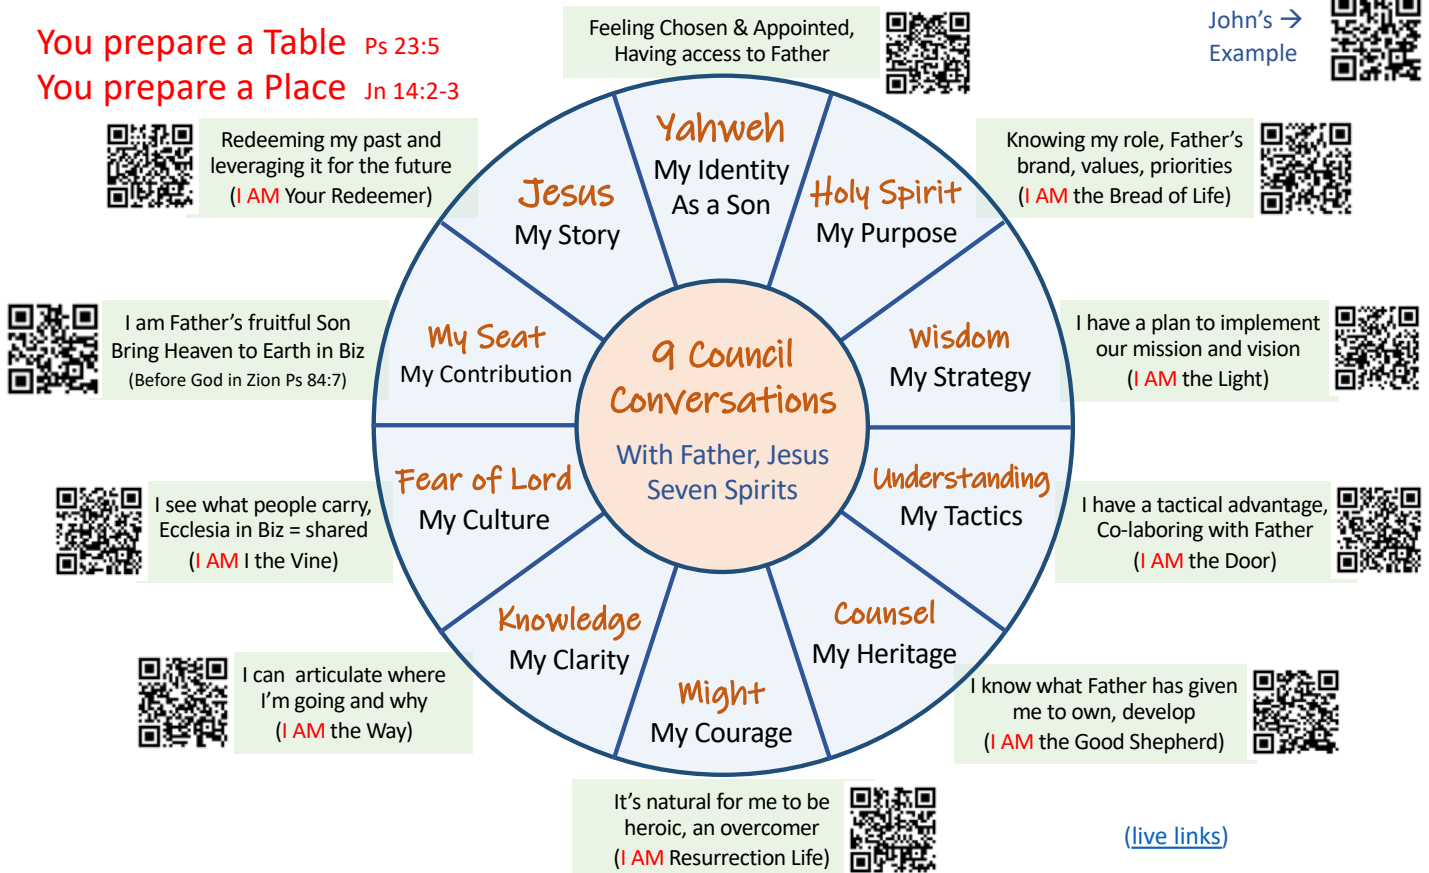 You prepare a Table Ps 23:5
You prepare a Place Jn 14:2-3
Feeling Chosen & Appointed,
Having access to Father
John's →
Example
Redeeming my past and
leveraging it for the future
(I AM Your Redeemer)
Knowing my role, Father's
brand, values, priorities
(I AM the Bread of Life)
Yahweh
My Identity
As a Son
Jesus
My Story
Holy Spirit
My Purpose
I am Father's fruitful Son
Bring Heaven to Earth in Biz
(Before God in Zion Ps 84:7)
My Seat
My Contribution
9 Council
Conversations
With Father, Jesus
Seven Spirits
Wisdom
My Strategy
I have a plan to implement
our mission and vision
(I AM the Light)
I see what people carry,
Ecclesia in Biz = shared
(I AM I the Vine)
Fear of Lord
My Culture
Understanding
My Tactics
I have a tactical advantage,
Co-laboring with Father
(I AM the Door)
Knowledge
My Clarity
Might
My Courage
Counsel
My Heritage
I can  articulate where
I'm going and why
(I AM the Way)
I know what Father has given
me to own, develop
(I AM the Good Shepherd)
It's natural for me to be
heroic, an overcomer
(I AM Resurrection Life)
(live links)